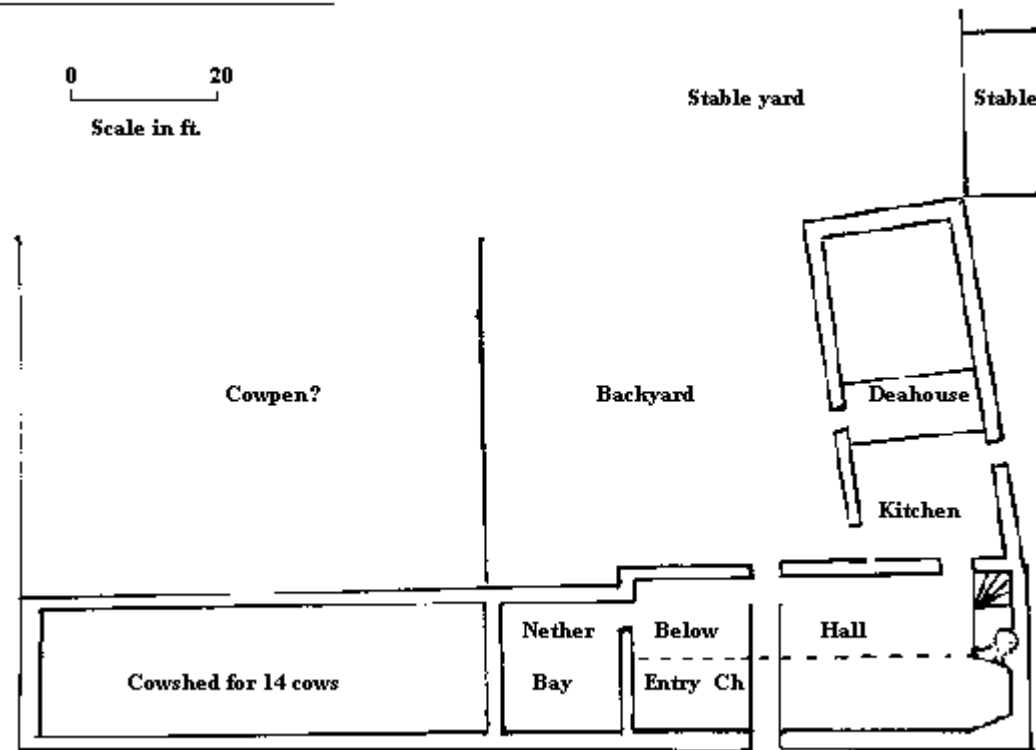 0 20
Scale in ft.
Stable yard
Stable
Cowpen?
Backyard
Deahouse
Kitchen
Nether
Bay
Below
Entry Ch
Hall
Cowshed for 14 cows